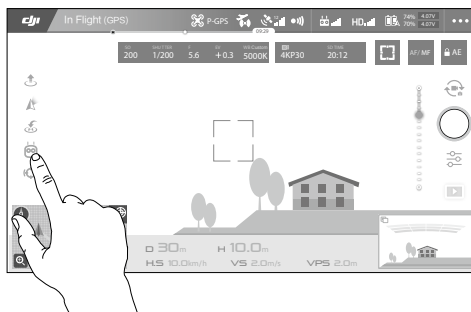 dji In Flight (GPS) P-GPS HD 74% 4.07V
70% 4.07V
09:29
ISO SHUTTER F EV WB/Custom SD TIME
200 1/200 5.6 +0.3 5000K 4KP30 20:12
AF/ MF AE
D 30m H 10.0m
H.S 10.0km/h VS 2.0m/s VPS 2.0m